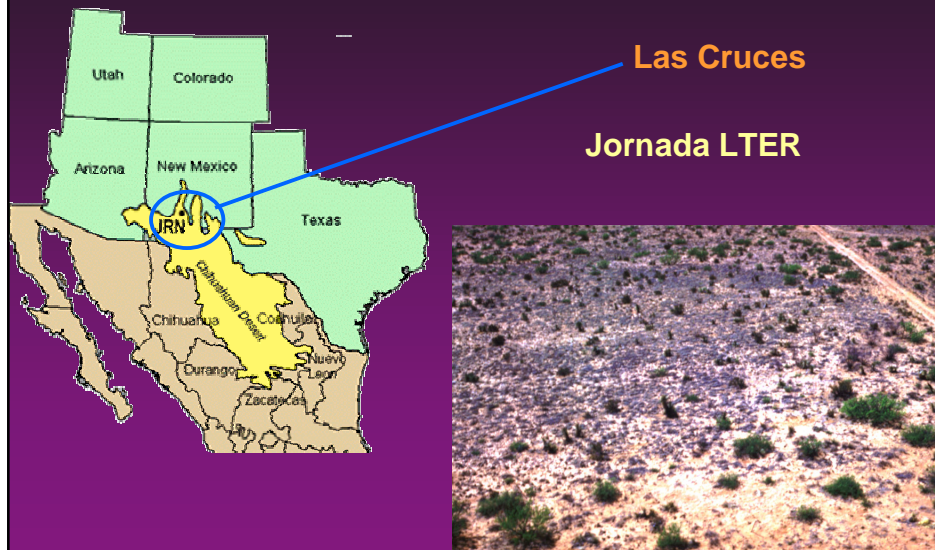 Las Cruces
Utah
Colorado
Jornada LTER
Arizona
New Mexico
Texas
JRN
Chihuahuan Desert
Chihuahua
Coahuila
Nuevo
Leon
Durango
Zacatecas